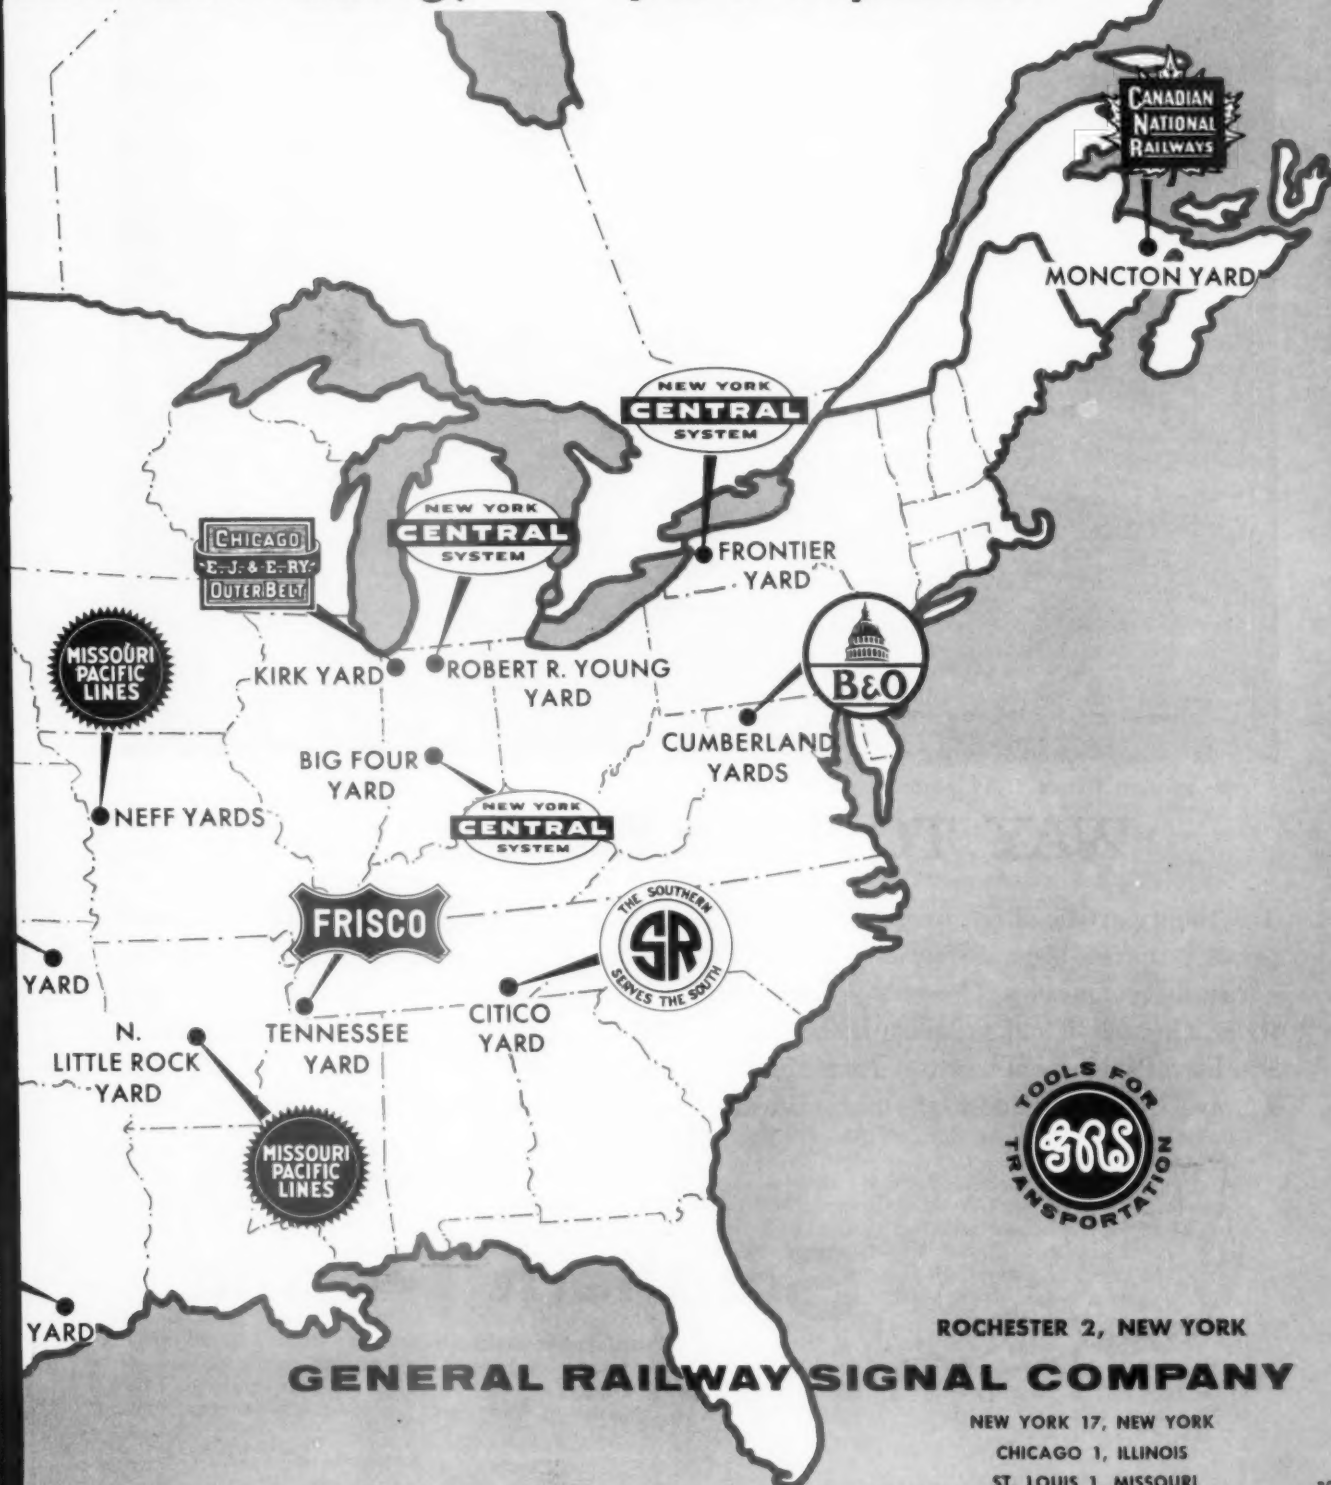 CANADIAN
NATIONAL
RAILWAYS
MONCTON YARD
NEW YORK
CENTRAL
SYSTEM
FRONTIER
YARD
NEW YORK
CENTRAL
SYSTEM
CHICAGO
E. J. & E. RY.
OUTER BELT
MISSOURI
PACIFIC
LINES
KIRK YARD
ROBERT R. YOUNG
YARD
B&O
CUMBERLAND
YARDS
BIG FOUR
YARD
NEW YORK
CENTRAL
SYSTEM
NEFF YARDS
FRISCO
THE SOUTHERN
SR
SERVES THE SOUTH
YARD
TENNESSEE
YARD
CITICO
YARD
N.
LITTLE ROCK
YARD
MISSOURI
PACIFIC
LINES
TOOLS FOR
GRS
TRANSPORTATION
YARD
ROCHESTER 2, NEW YORK
GENERAL RAILWAY SIGNAL COMPANY
NEW YORK 17, NEW YORK
CHICAGO 1, ILLINOIS
ST. LOUIS 1, MISSOURI